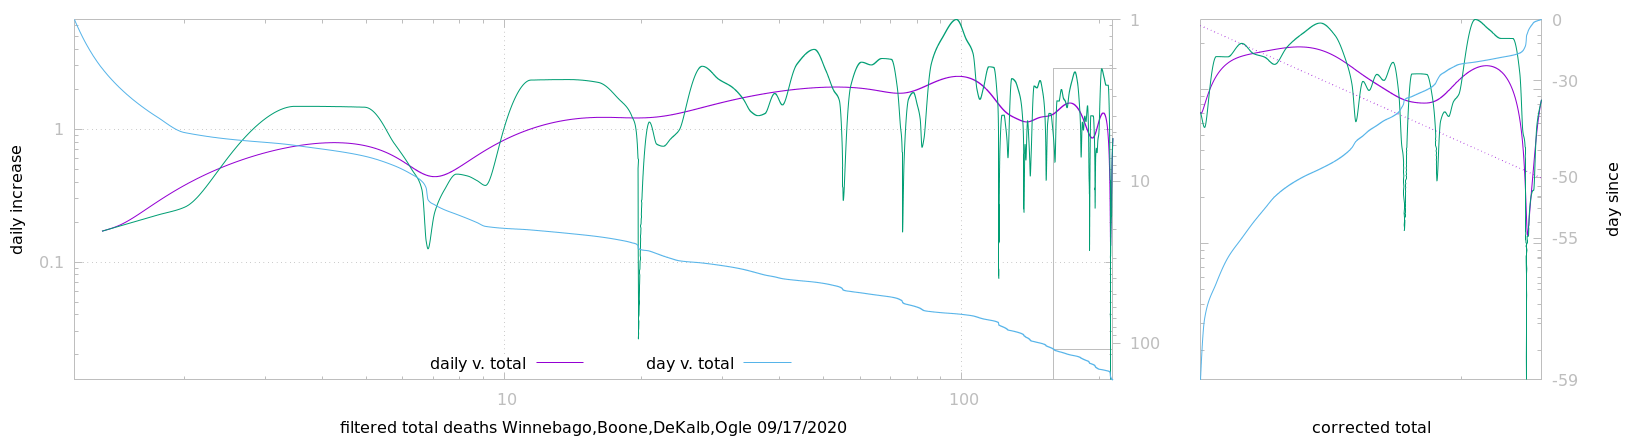 1
0
-30
1
daily increase
10
-50
day since
-55
0.1
daily v. total
day v. total
100
-59
10
100
filtered total deaths Winnebago,Boone,DeKalb,Ogle 09/17/2020
corrected total